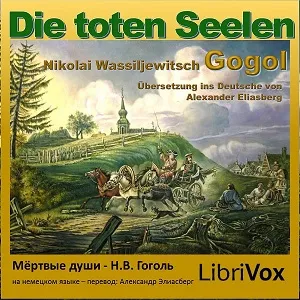 Die toten Seelen
Nikolai Wassiljewitsch Gogol
Übersetzung ins Deutsche von
Alexander Eliasberg
Мёртвые души - Н.В. Гоголь
на немецком языке – перевод: Александр Элиасберг
LibriVox